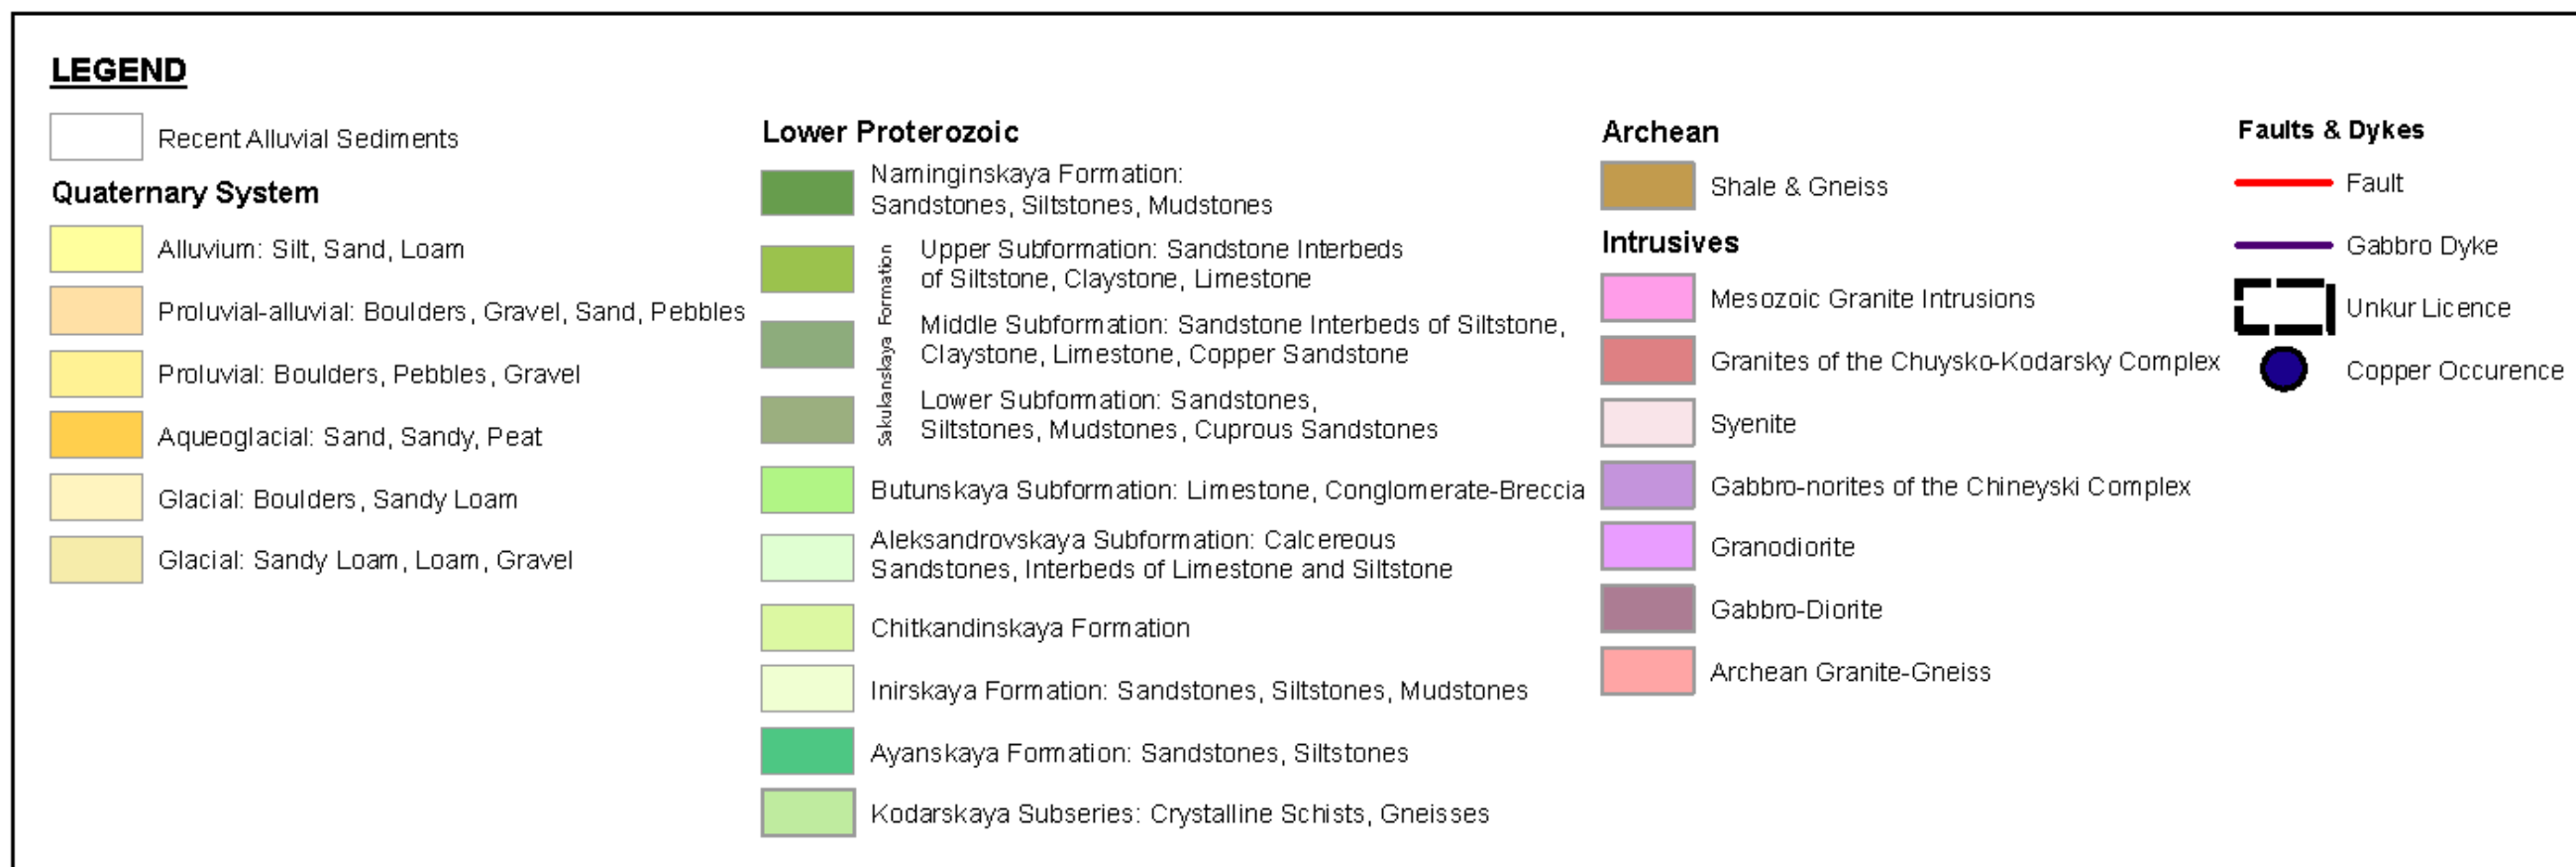 LEGEND
Recent Alluvial Sediments
Quaternary System
Alluvium: Silt, Sand, Loam
Proluvial-alluvial: Boulders, Gravel, Sand, Pebbles
Proluvial: Boulders, Pebbles, Gravel
Aqueoglacial: Sand, Sandy, Peat
Glacial: Boulders, Sandy Loam
Glacial: Sandy Loam, Loam, Gravel
Lower Proterozoic
Naminginskaya Formation:
Sandstones, Siltstones, Mudstones
Sakukanskaya Formation
Upper Subformation: Sandstone Interbeds
of Siltstone, Claystone, Limestone
Middle Subformation: Sandstone Interbeds of Siltstone,
Claystone, Limestone, Copper Sandstone
Lower Subformation: Sandstones,
Siltstones, Mudstones, Cuprous Sandstones
Butunskaya Subformation: Limestone, Conglomerate-Breccia
Aleksandrovskaya Subformation: Calcereous
Sandstones, Interbeds of Limestone and Siltstone
Chitkandinskaya Formation
Inirskaya Formation: Sandstones, Siltstones, Mudstones
Ayanskaya Formation: Sandstones, Siltstones
Kodarskaya Subseries: Crystalline Schists, Gneisses
Archean
Shale & Gneiss
Intrusives
Mesozoic Granite Intrusions
Granites of the Chuysko-Kodarsky Complex
Syenite
Gabbro-norites of the Chineyski Complex
Granodiorite
Gabbro-Diorite
Archean Granite-Gneiss
Faults & Dykes
Fault
Gabbro Dyke
Unkur Licence
Copper Occurence